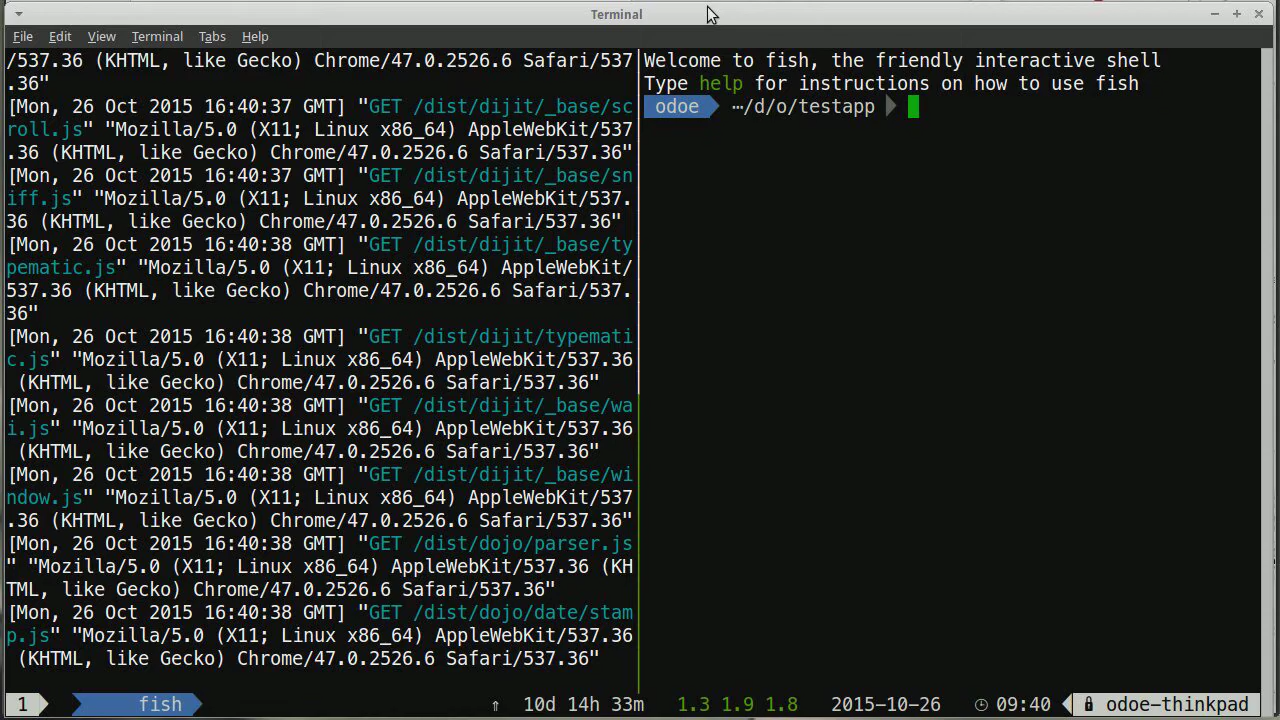 Terminal
File Edit View Terminal Tabs Help
/537.36 (KHTML, like Gecko) Chrome/47.0.2526.6 Safari/537
.36"
[Mon, 26 Oct 2015 16:40:37 GMT] "GET /dist/dijit/_base/sc
roll.js" "Mozilla/5.0 (X11; Linux x86_64) AppleWebKit/537
.36 (KHTML, like Gecko) Chrome/47.0.2526.6 Safari/537.36"
[Mon, 26 Oct 2015 16:40:37 GMT] "GET /dist/dijit/_base/sn
iff.js" "Mozilla/5.0 (X11; Linux x86_64) AppleWebKit/537.
36 (KHTML, like Gecko) Chrome/47.0.2526.6 Safari/537.36"
[Mon, 26 Oct 2015 16:40:38 GMT] "GET /dist/dijit/_base/ty
pematic.js" "Mozilla/5.0 (X11; Linux x86_64) AppleWebKit/
537.36 (KHTML, like Gecko) Chrome/47.0.2526.6 Safari/537.
36"
[Mon, 26 Oct 2015 16:40:38 GMT] "GET /dist/dijit/typemati
c.js" "Mozilla/5.0 (X11; Linux x86_64) AppleWebKit/537.36
(KHTML, like Gecko) Chrome/47.0.2526.6 Safari/537.36"
[Mon, 26 Oct 2015 16:40:38 GMT] "GET /dist/dijit/_base/wa
i.js" "Mozilla/5.0 (X11; Linux x86_64) AppleWebKit/537.36
(KHTML, like Gecko) Chrome/47.0.2526.6 Safari/537.36"
[Mon, 26 Oct 2015 16:40:38 GMT] "GET /dist/dijit/_base/wi
ndow.js" "Mozilla/5.0 (X11; Linux x86_64) AppleWebKit/537
.36 (KHTML, like Gecko) Chrome/47.0.2526.6 Safari/537.36"
[Mon, 26 Oct 2015 16:40:38 GMT] "GET /dist/dojo/parser.js
" "Mozilla/5.0 (X11; Linux x86_64) AppleWebKit/537.36 (KH
TML, like Gecko) Chrome/47.0.2526.6 Safari/537.36"
[Mon, 26 Oct 2015 16:40:38 GMT] "GET /dist/dojo/date/stam
p.js" "Mozilla/5.0 (X11; Linux x86_64) AppleWebKit/537.36
(KHTML, like Gecko) Chrome/47.0.2526.6 Safari/537.36"
Welcome to fish, the friendly interactive shell
Type help for instructions on how to use fish
odoe ⋯/d/o/testapp
1 fish ⇑ 10d 14h 33m 1.3 1.9 1.8 2015-10-26 09:40 odoe-thinkpad